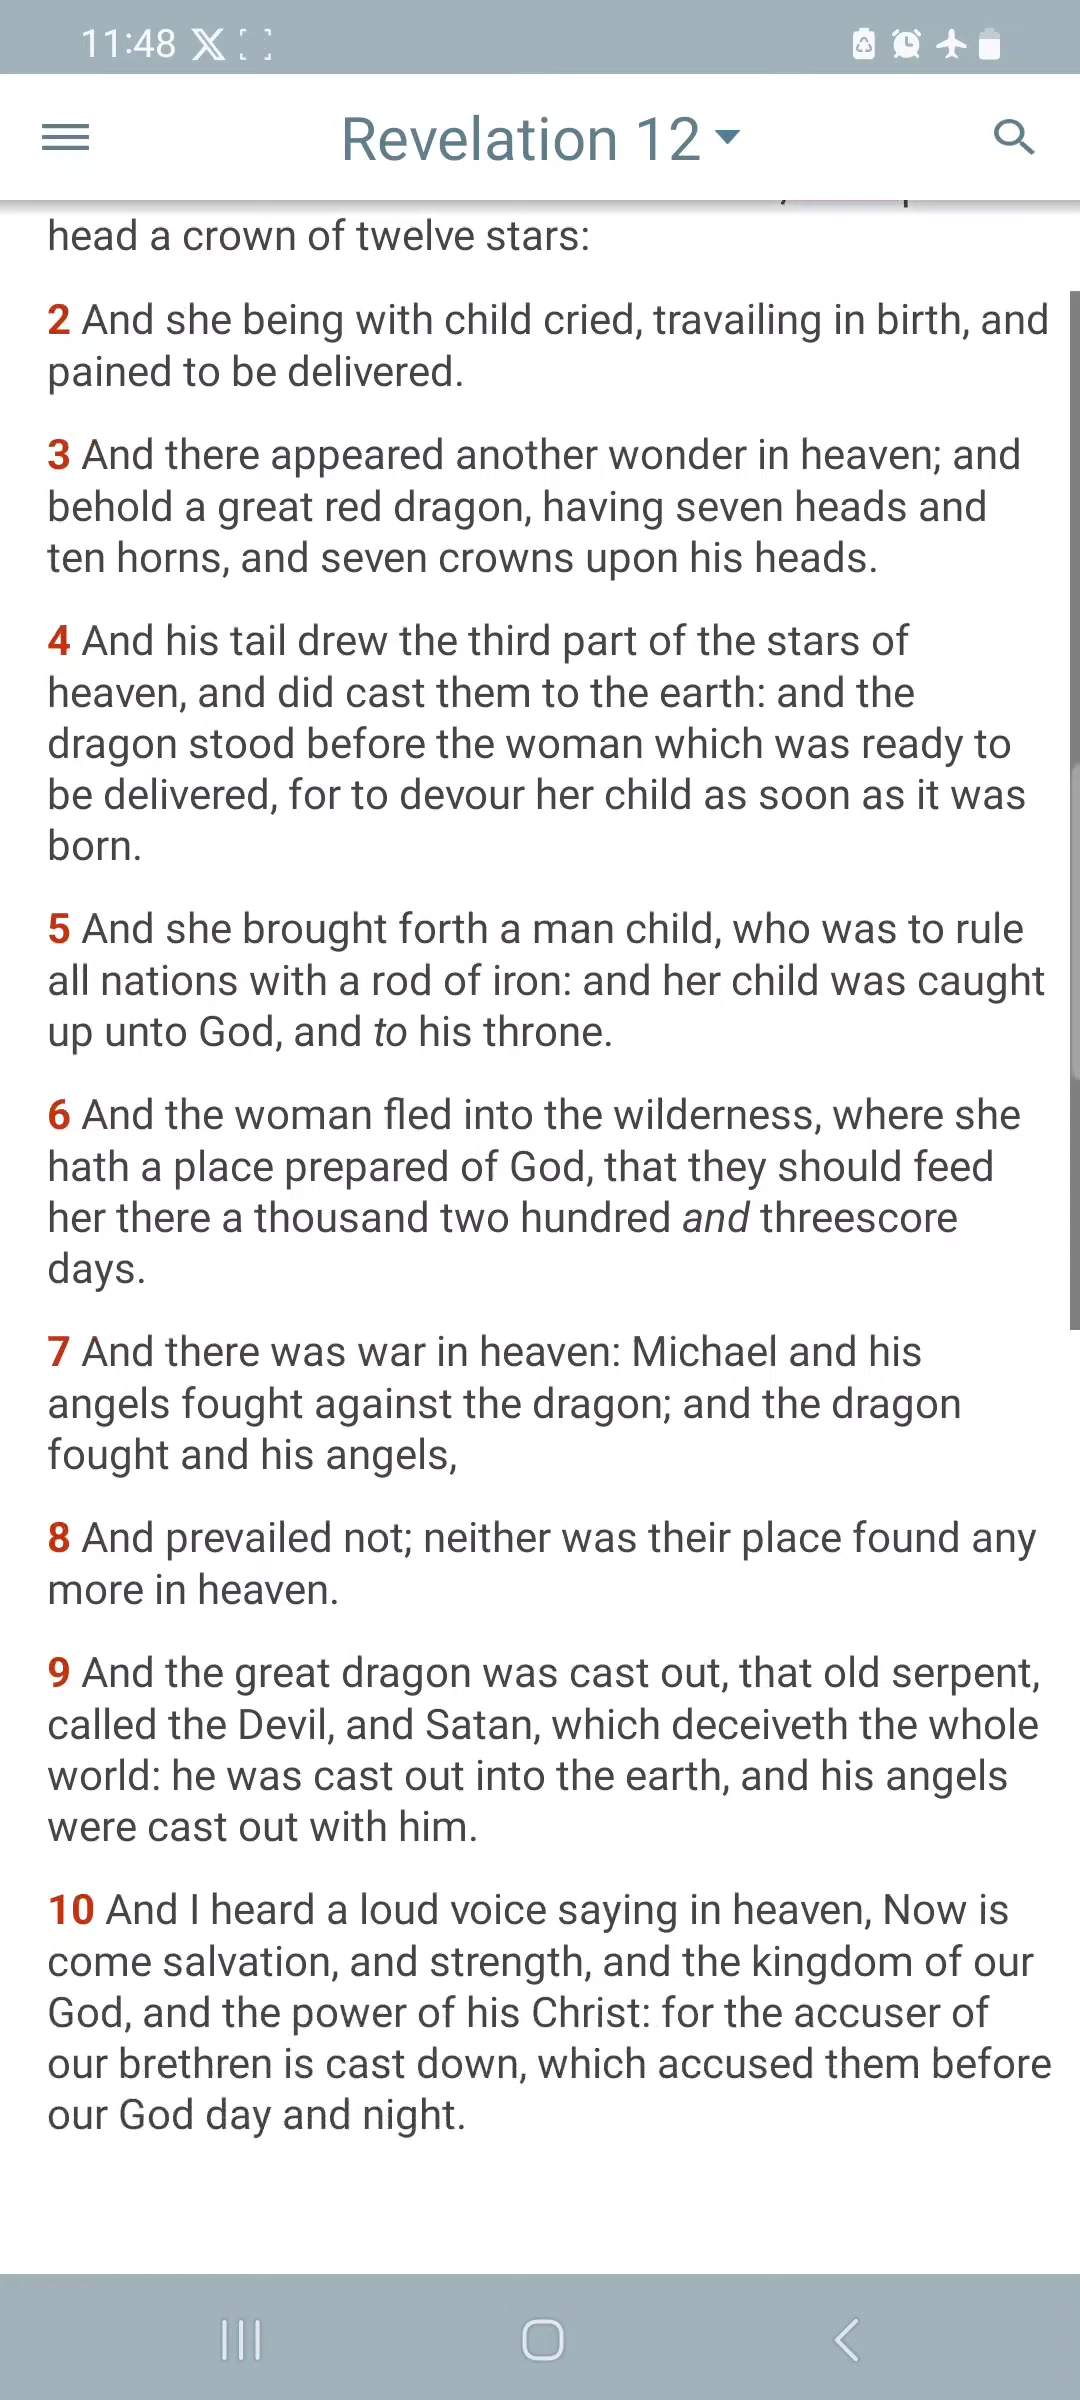 11:48
Revelation 12
head a crown of twelve stars:
2 And she being with child cried, travailing in birth, and
pained to be delivered.
3 And there appeared another wonder in heaven; and
behold a great red dragon, having seven heads and
ten horns, and seven crowns upon his heads.
4 And his tail drew the third part of the stars of
heaven, and did cast them to the earth: and the
dragon stood before the woman which was ready to
be delivered, for to devour her child as soon as it was
born.
5 And she brought forth a man child, who was to rule
all nations with a rod of iron: and her child was caught
up unto God, and to his throne.
6 And the woman fled into the wilderness, where she
hath a place prepared of God, that they should feed
her there a thousand two hundred and threescore
days.
7 And there was war in heaven: Michael and his
angels fought against the dragon; and the dragon
fought and his angels,
8 And prevailed not; neither was their place found any
more in heaven.
9 And the great dragon was cast out, that old serpent,
called the Devil, and Satan, which deceiveth the whole
world: he was cast out into the earth, and his angels
were cast out with him.
10 And I heard a loud voice saying in heaven, Now is
come salvation, and strength, and the kingdom of our
God, and the power of his Christ: for the accuser of
our brethren is cast down, which accused them before
our God day and night.